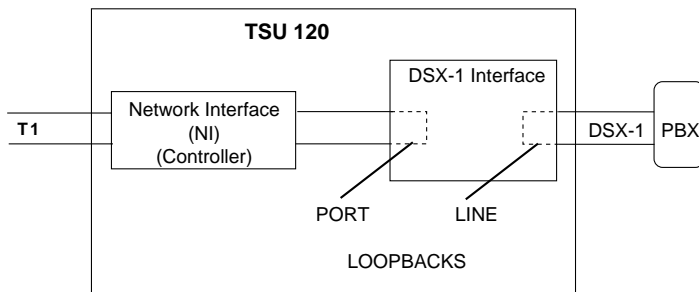 TSU 120
DSX-1 Interface
Network Interface
(NI)
(Controller)
T1
DSX-1
PBX
PORT
LINE
LOOPBACKS